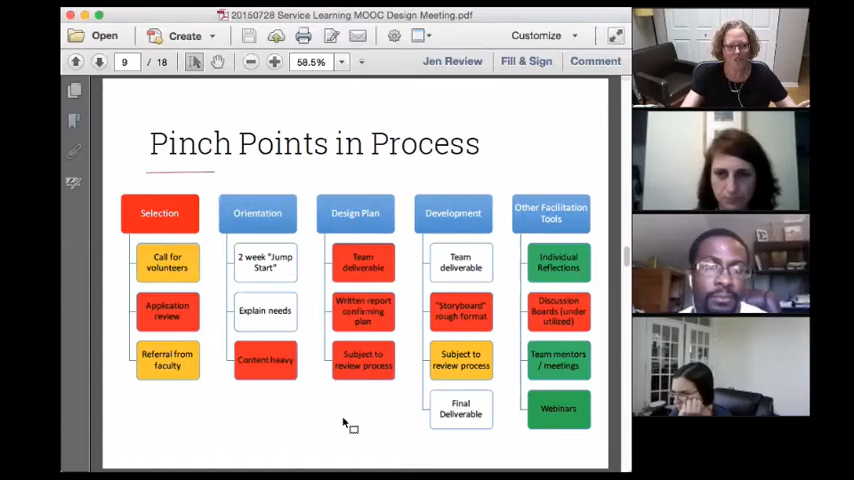 20150728 Service Learning MOOC Design Meeting.pdf
Open
Create
Customize
9 / 18
58.5%
Jen Review
Fill & Sign
Comment
Pinch Points in Process
Selection
Call for
volunteers
Application
review
Referral from
faculty
Orientation
2 week "Jump
Start"
Explain needs
Content heavy
Design Plan
Team
deliverable
Written report
confirming
plan
Subject to
review process
Development
Team
deliverable
"Storyboard"
rough format
Subject to
review process
Final
Deliverable
Other Facilitation
Tools
Individual
Reflections
Discussion
Boards (under
utilized)
Team mentors
/ meetings
Webinars